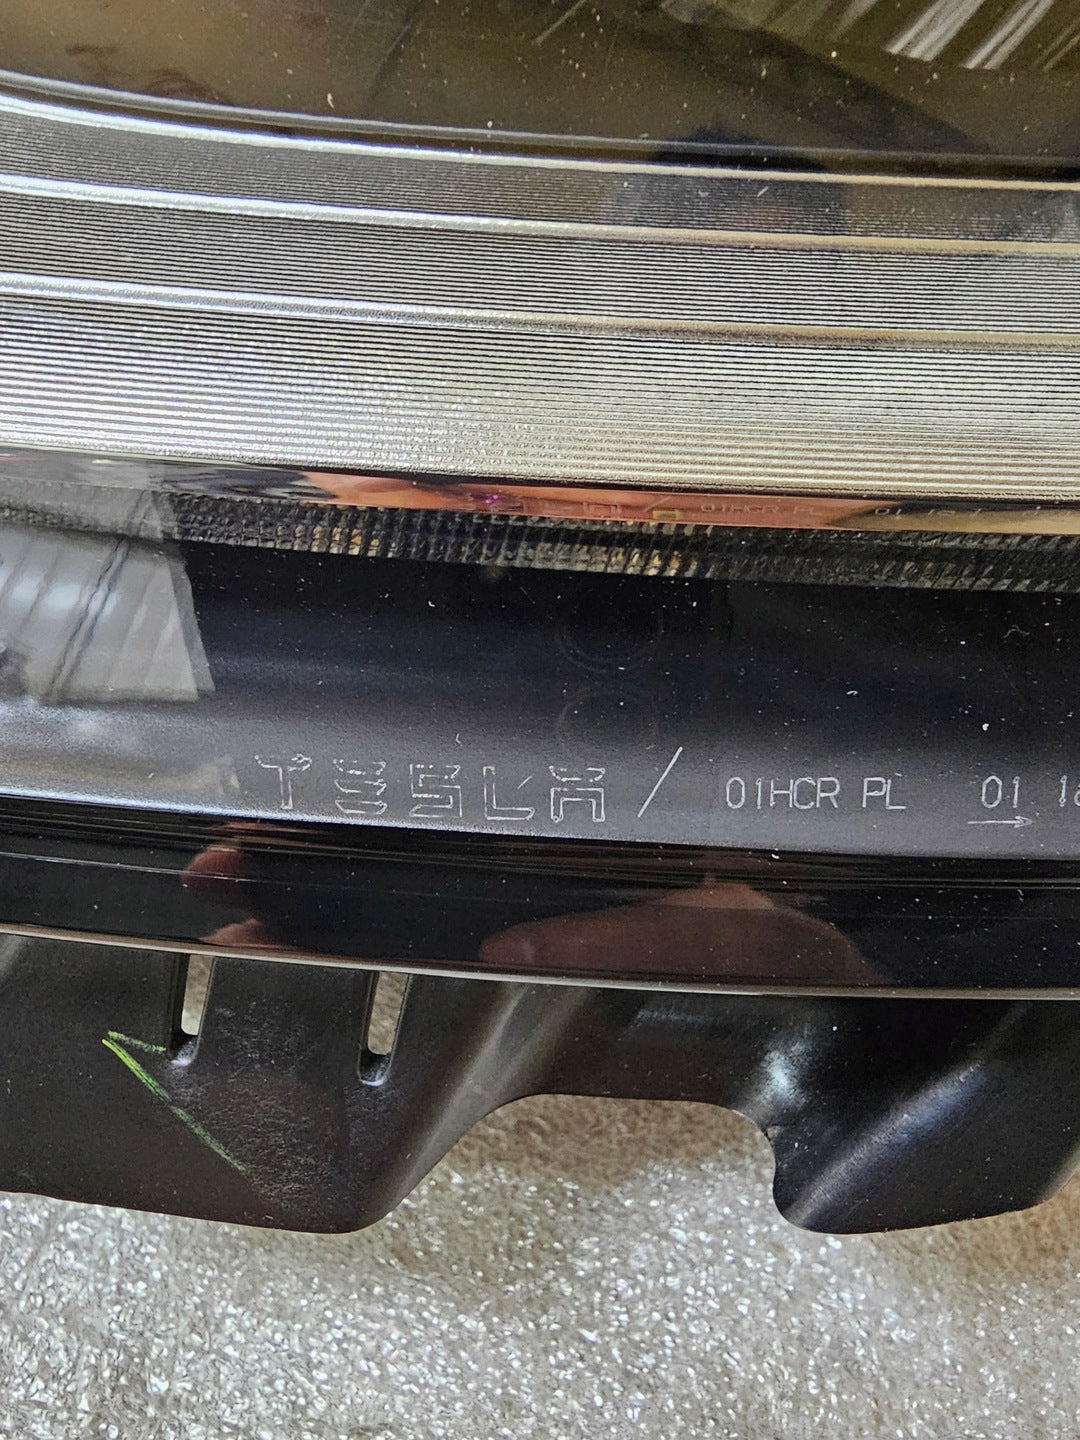 TESLA / 01HCR PL 01